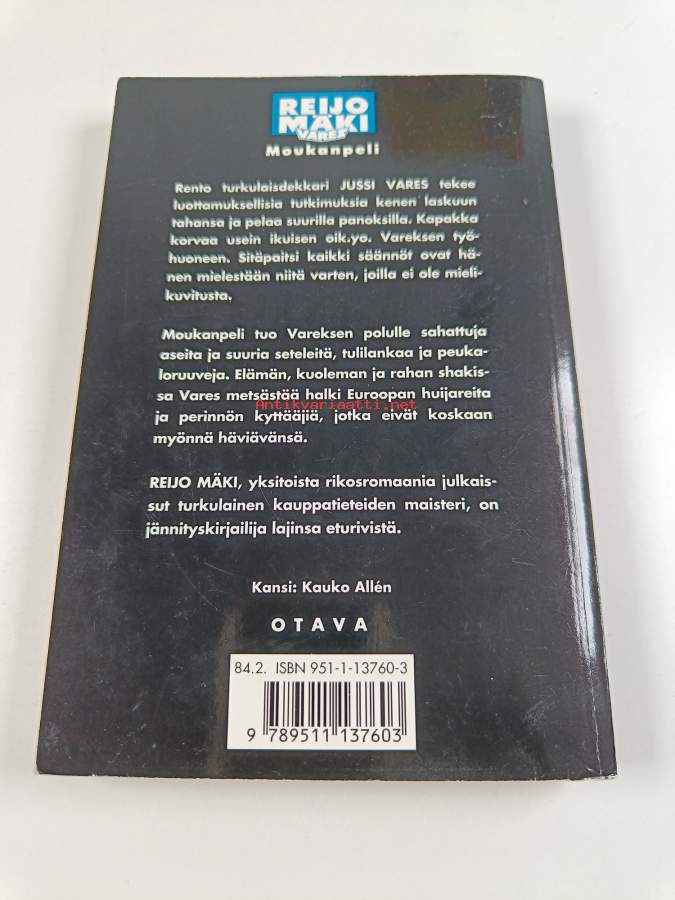 REIJO
MÄKI
VARES
Moukanpeli
Rento turkulaisdekkari JUSSI VARES tekee
luottamuksellisia tutkimuksia kenen laskuun
tahansa ja pelaa suurilla panoksilla. Kapakka
korvaa usein ikuisen oik.yo. Vareksen työ-
huoneen. Sitäpaitsi kaikki säännöt ovat hä-
nen mielestään niitä varten, joilla ei ole mieli-
kuvitusta.
Moukanpeli tuo Vareksen polulle sahattuja
aseita ja suuria seteleitä, tulilankaa ja peuka-
loruuveja. Elämän, kuoleman ja rahan shakis-
sa Vares metsästää halki Euroopan huijareita
Antikvariaatti.net
ja perinnön kyttääjiä, jotka eivät koskaan
myönnä häviävänsä.
REIJO MÄKI, yksitoista rikosromaania julkais-
sut turkulainen kauppatieteiden maisteri, on
jännityskirjailija lajinsa eturivistä.
Kansi: Kauko Allén
OTAVA
84.2. ISBN 951-1-13760-3
9 789511 137603